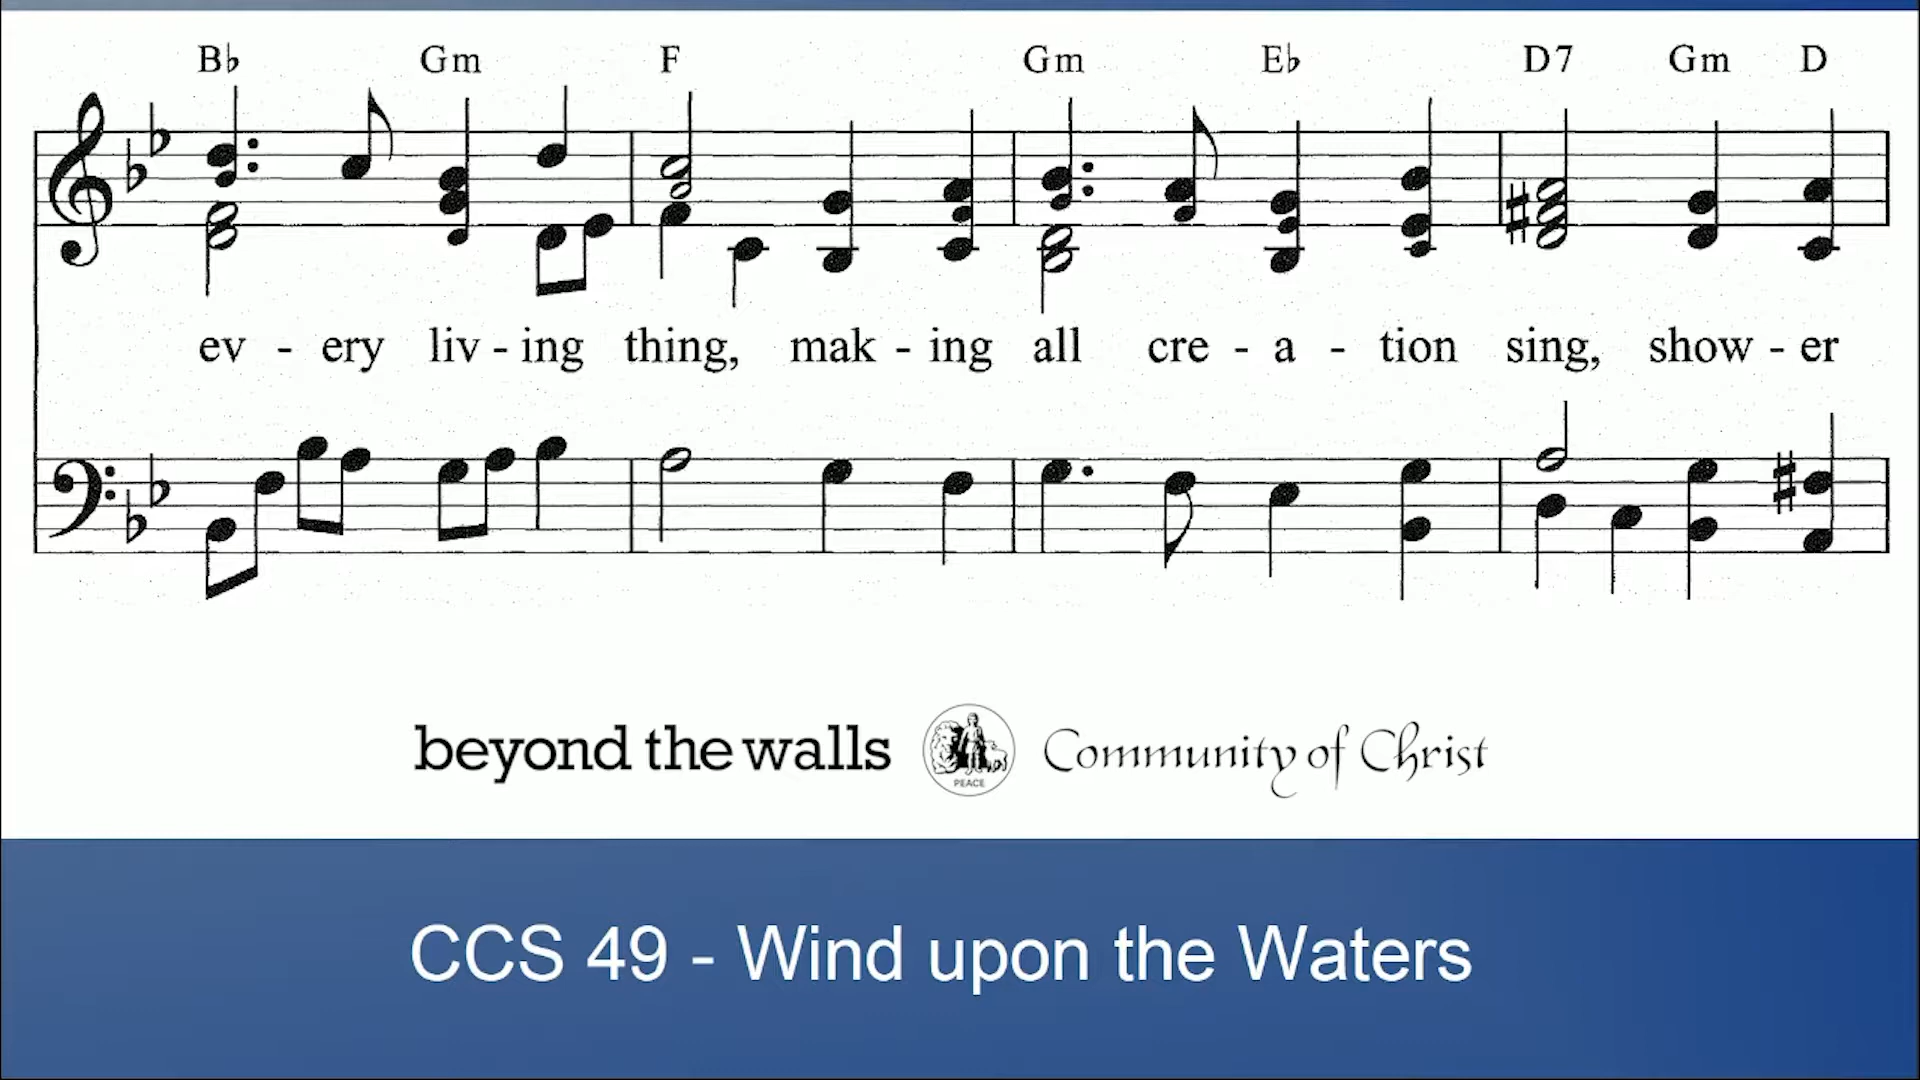 B♭ Gm F Gm E♭ D7 Gm D
ev - ery liv - ing thing, mak - ing all cre - a - tion sing, show - er
beyond the walls PEACE Community of Christ
CCS 49 - Wind upon the Waters